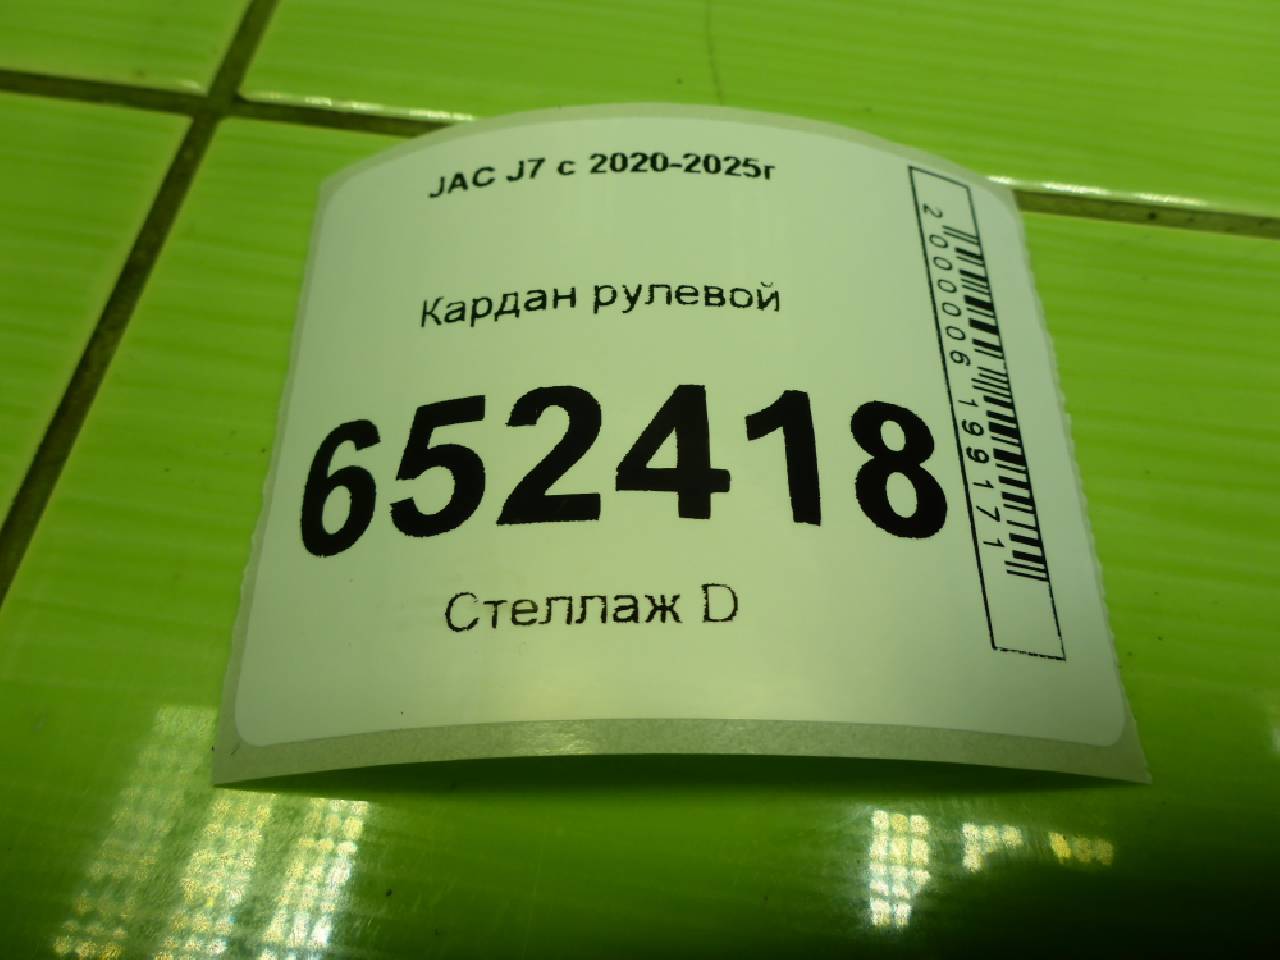 JAC J7 с 2020-2025г
Кардан рулевой
652418
Стеллаж D
2000006199171